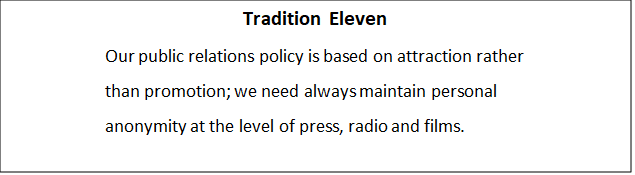 Tradition Eleven
Our public relations policy is based on attraction rather
than promotion; we need always maintain personal
anonymity at the level of press, radio and films.